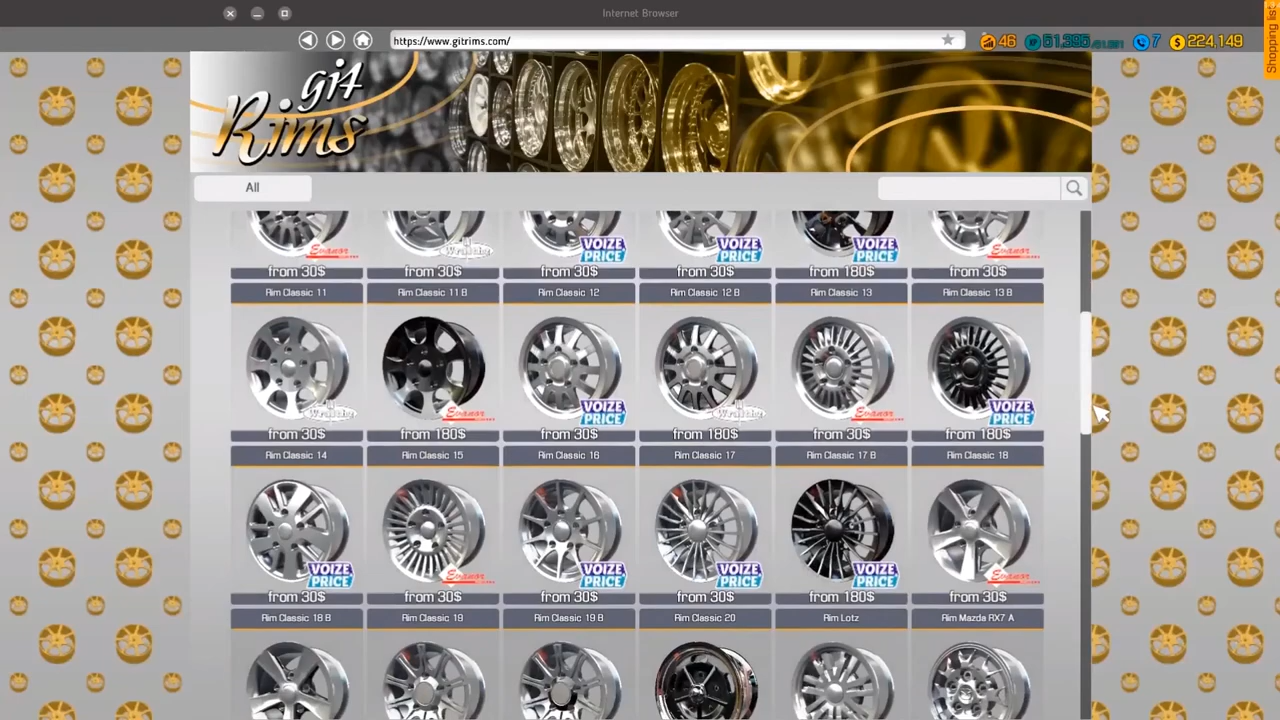 Internet Browser
https://www.gitrims.com/
46
7
224,149
Shopping list
git
Rims
All
VOIZE PRICE VOIZE PRICE VOIZE PRICE
from 30$ from 30$ from 30$ from 30$ from 180$ from 30$
Rim Classic 11 Rim Classic 11 B Rim Classic 12 Rim Classic 12 B Rim Classic 13 Rim Classic 13 B
VOIZE PRICE VOIZE PRICE
from 30$ from 180$ from 30$ from 180$ from 30$ from 180$
Rim Classic 14 Rim Classic 15 Rim Classic 16 Rim Classic 17 Rim Classic 17 B Rim Classic 18
VOIZE PRICE VOIZE PRICE VOIZE PRICE VOIZE PRICE
from 30$ from 30$ from 30$ from 30$ from 180$ from 30$
Rim Classic 18 B Rim Classic 19 Rim Classic 19 B Rim Classic 20 Rim Lotz Rim Mazda RX7 A